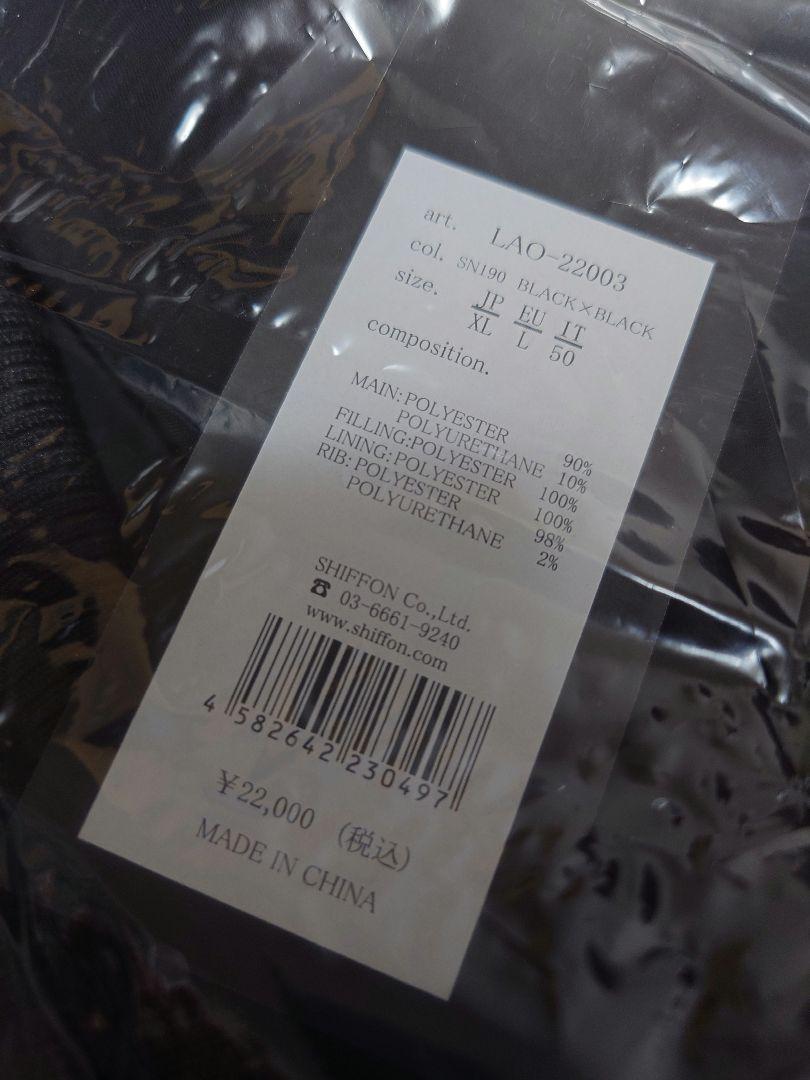 art. LAO-22003
col. SN190 BLACK×BLACK
size. JP EU IT
XL L 50
composition.
MAIN:POLYESTER 90%
POLYURETHANE 10%
FILLING:POLYESTER 100%
LINING:POLYESTER 100%
RIB: POLYESTER 98%
POLYURETHANE 2%
SHIFFON Co.,Ltd.
☎ 03-6661-9240
www.shiffon.com
4 582642 230497
¥22,000 (税込)
MADE IN CHINA